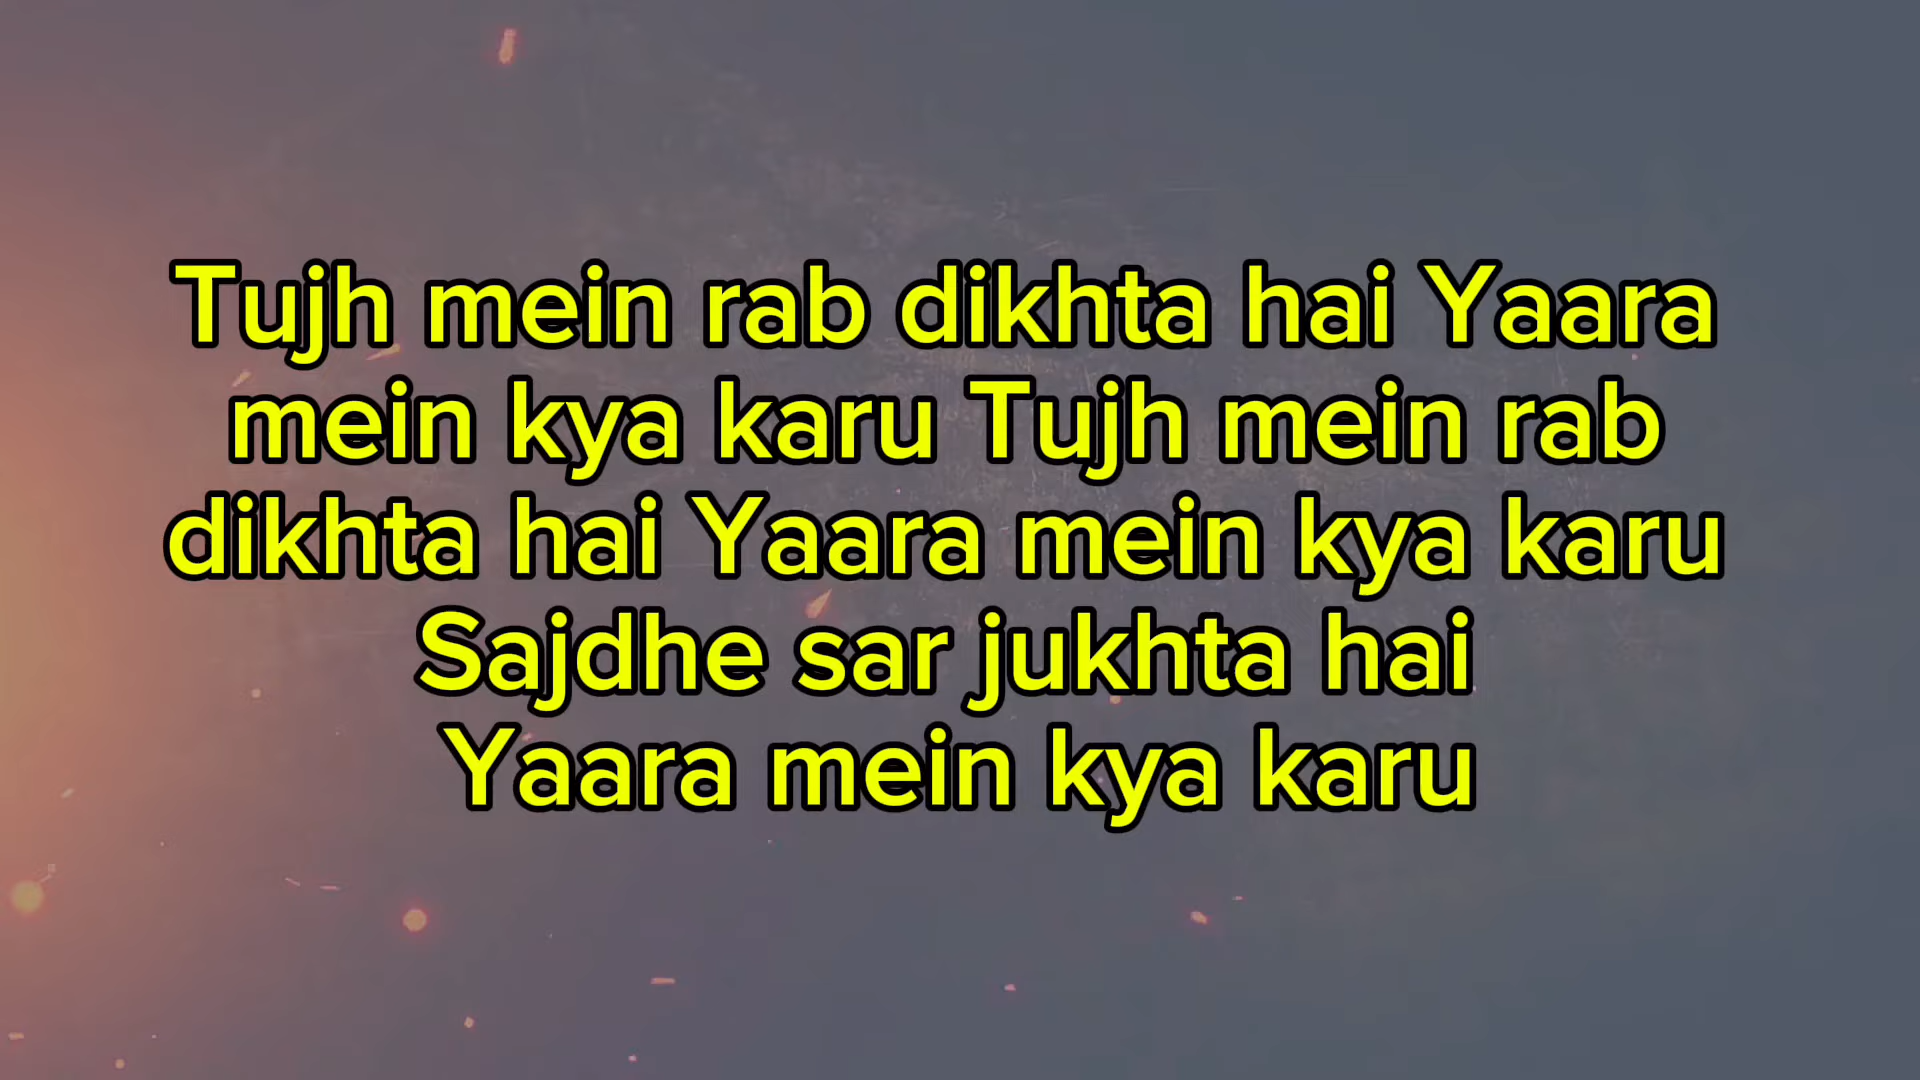 Tujh mein rab dikhta hai Yaara
mein kya karu Tujh mein rab
dikhta hai Yaara mein kya karu
Sajdhe sar jukhta hai
Yaara mein kya karu